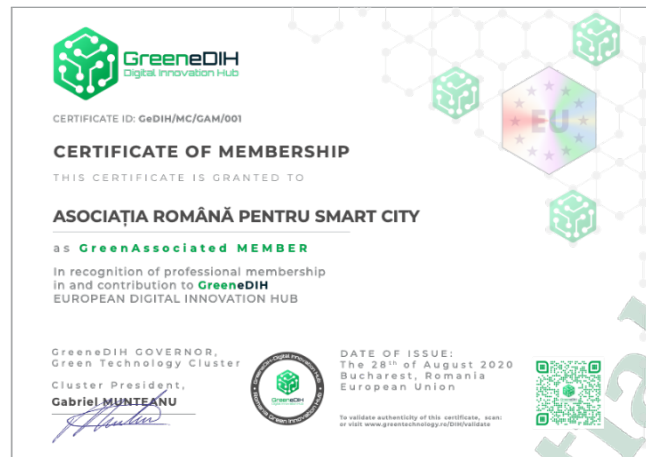 GreeneDIH
Digital Innovation Hub
CERTIFICATE ID: GeDIH/MC/GAM/001
EU
CERTIFICATE OF MEMBERSHIP
THIS CERTIFICATE IS GRANTED TO
ASOCIAȚIA ROMÂNĂ PENTRU SMART CITY
as GreenAssociated MEMBER
In recognition of professional membership
in and contribution to GreeneDIH
EUROPEAN DIGITAL INNOVATION HUB
GreeneDIH GOVERNOR,
Green Technology Cluster
Cluster President,
Gabriel MUNTEANU
GreeneDIH
DATE OF ISSUE:
The 28th of August 2020
Bucharest, Romania
European Union
To validate authenticity of this certificate, scan:
or visit www.greentechnology.ro/DIH/validate